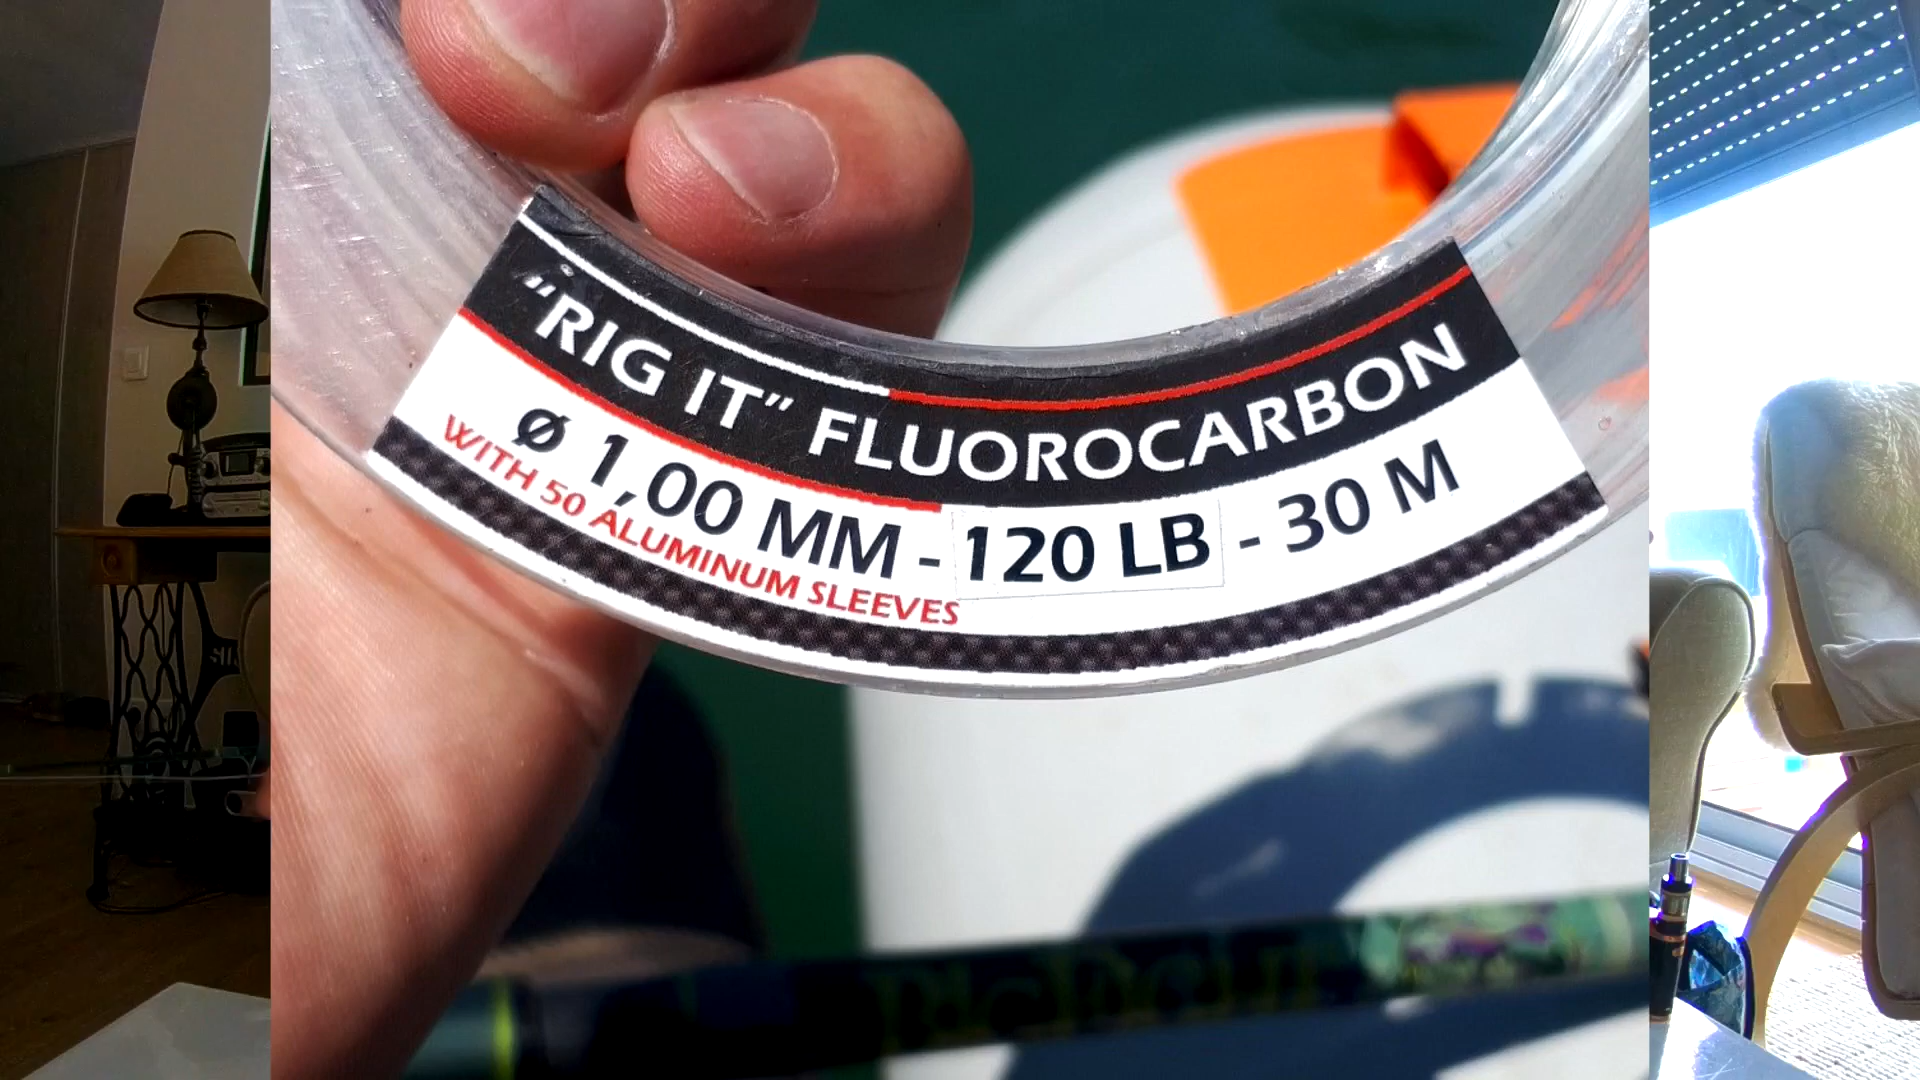 “RIG IT” FLUOROCARBON
Ø 1,00 MM - 120 LB - 30 M
WITH 50 ALUMINUM SLEEVES